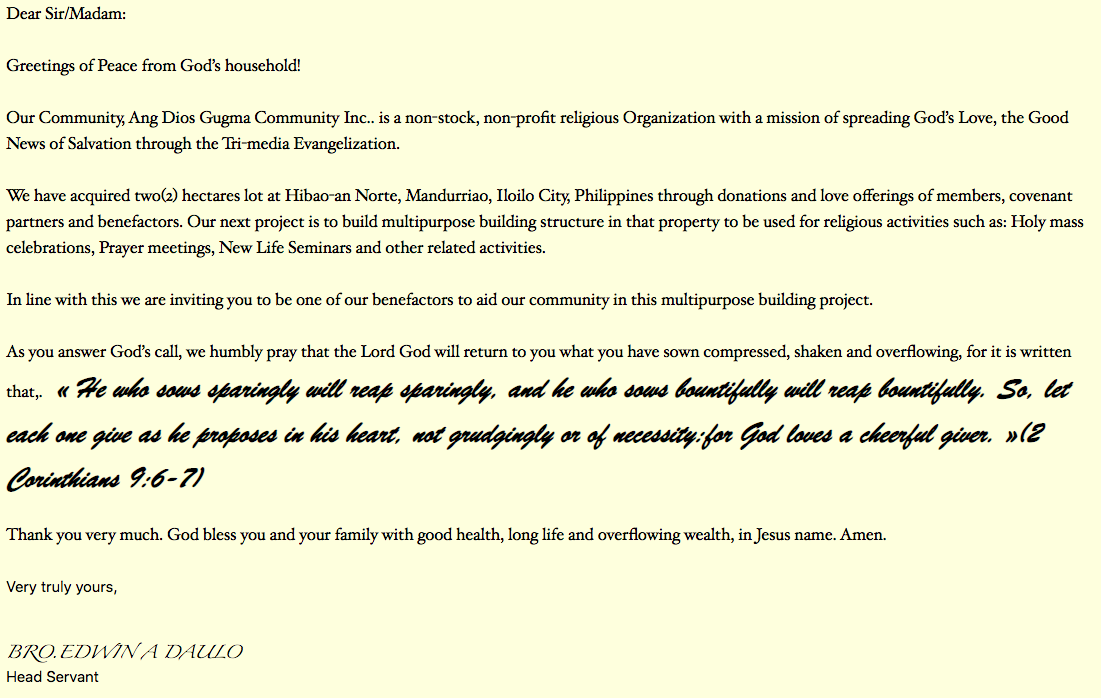 Dear Sir/Madam:
Greetings of Peace from God's household!
Our Community, Ang Dios Gugma Community Inc.. is a non-stock, non-profit religious Organization with a mission of spreading God's Love, the Good
News of Salvation through the Tri-media Evangelization.
We have acquired two(2) hectares lot at Hibao-an Norte, Mandurriao, Iloilo City, Philippines through donations and love offerings of members, covenant
partners and benefactors. Our next project is to build multipurpose building structure in that property to be used for religious activities such as: Holy mass
celebrations, Prayer meetings, New Life Seminars and other related activities.
In line with this we are inviting you to be one of our benefactors to aid our community in this multipurpose building project.
As you answer God's call, we humbly pray that the Lord God will return to you what you have sown compressed, shaken and overflowing, for it is written
that,. « He who sows sparingly will reap sparingly, and he who sows bountifully will reap bountifully. So, let
each one give as he proposes in his heart, not grudgingly or of necessity;for God loves a cheerful giver. »(2
Corinthians 9:6-7)
Thank you very much. God bless you and your family with good health, long life and overflowing wealth, in Jesus name. Amen.
Very truly yours,
BRO. EDWIN A DAULO
Head Servant